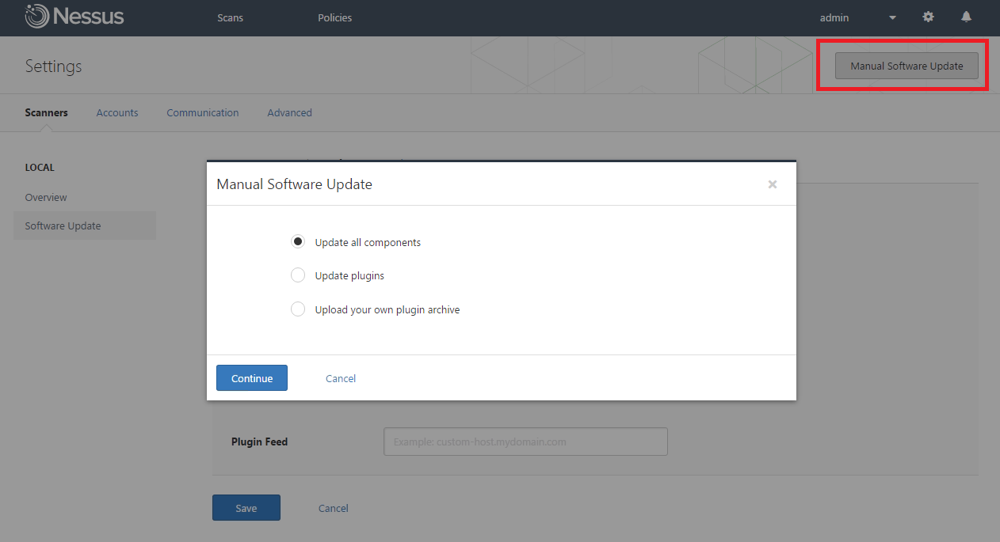 Nessus Scans Policies admin
Settings Manual Software Update
Scanners Accounts Communication Advanced
LOCAL
Overview
Software Update
Manual Software Update ×
Update all components
Update plugins
Upload your own plugin archive
Continue Cancel
Plugin Feed Example: custom-host.mydomain.com
Save Cancel